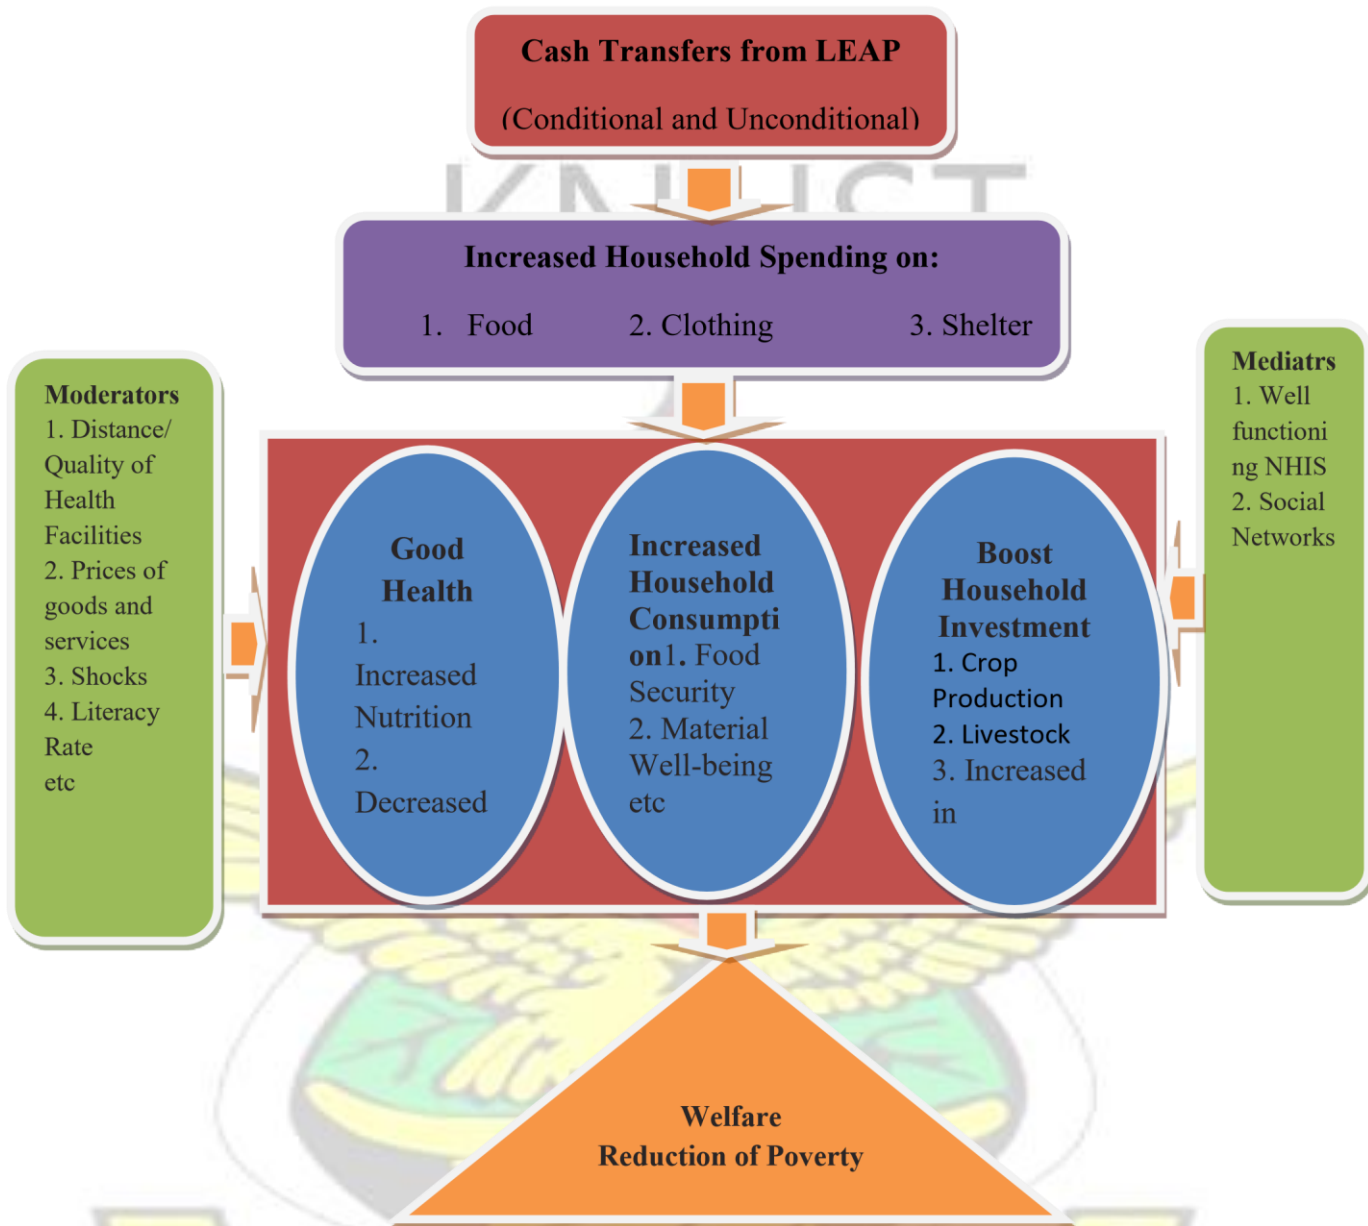 Cash Transfers from LEAP
(Conditional and Unconditional)
KNUST
Increased Household Spending on:
1. Food 2. Clothing 3. Shelter
Moderators
1. Distance/
Quality of
Health
Facilities
2. Prices of
goods and
services
3. Shocks
4. Literacy
Rate
etc
Good
Health
1.
Increased
Nutrition
2.
Decreased
Increased
Household
Consumpti
on1. Food
Security
2. Material
Well-being
etc
Boost
Household
Investment
1. Crop
Production
2. Livestock
3. Increased
in
Mediatrs
1. Well
functioni
ng NHIS
2. Social
Networks
Welfare
Reduction of Poverty